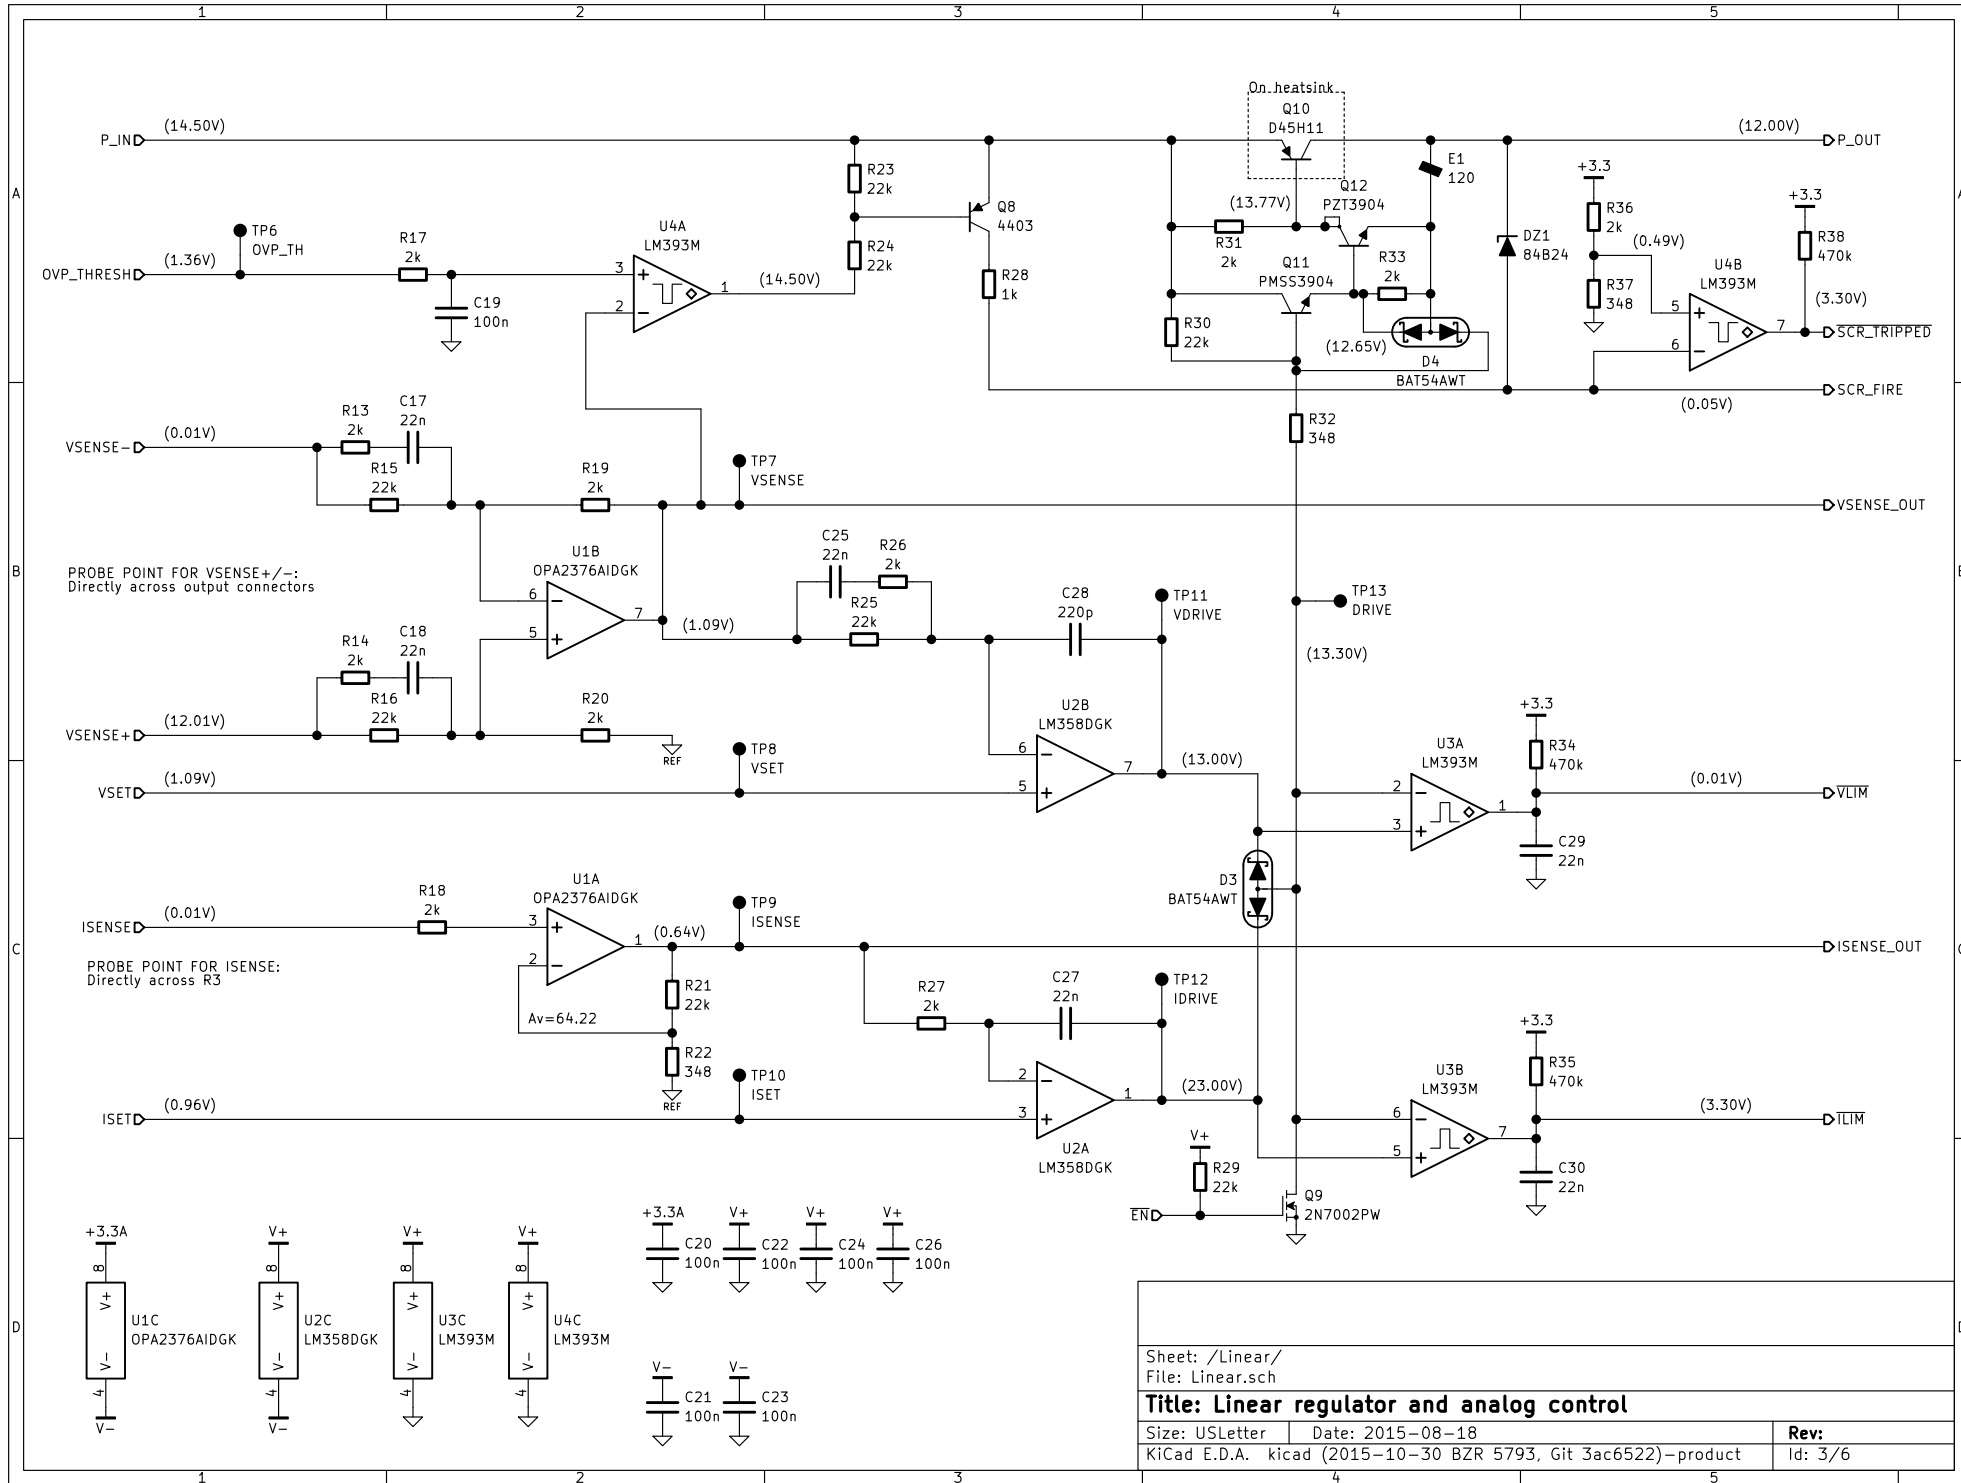 1 2 3 4 5
On heatsink
Q10
D45H11
P_IN
(14.50V)
(12.00V)
P_OUT
R23
22k
E1
120
+3.3
A
A
Q12
PZT3904
+3.3
(13.77V)
Q8
4403
R36
2k
TP6
OVP_TH
U4A
LM393M
R31
2k
DZ1
84B24
(0.49V)
R38
470k
R17
2k
R24
22k
Q11
PMSS3904
R33
2k
U4B
LM393M
OVP_THRESH
(1.36V)
3
1
2
(14.50V)
R28
1k
R37
348
(3.30V)
C19
100n
R30
22k
(12.65V)
5
7
6
SCR_TRIPPED
D4
BAT54AWT
SCR_FIRE
(0.05V)
R13
2k
C17
22n
R32
348
VSENSE-
(0.01V)
R15
22k
R19
2k
TP7
VSENSE
VSENSE_OUT
C25
22n
R26
2k
U1B
OPA2376AIDGK
B
B
PROBE POINT FOR VSENSE+/-:
Directly across output connectors
6
5
7
(1.09V)
R25
22k
C28
220p
TP11
VDRIVE
TP13
DRIVE
R14
2k
C18
22n
(13.30V)
R16
22k
R20
2k
VSENSE+
(12.01V)
REF
U2B
LM358DGK
+3.3
TP8
VSET
6
5
7
(13.00V)
U3A
LM393M
R34
470k
VSET
(1.09V)
2
3
1
(0.01V)
VLIM
C29
22n
D3
BAT54AWT
U1A
OPA2376AIDGK
R18
2k
ISENSE
(0.01V)
3
2
1
(0.64V)
TP9
ISENSE
ISENSE_OUT
C
C
PROBE POINT FOR ISENSE:
Directly across R3
Av=64.22
R21
22k
R27
2k
C27
22n
TP12
IDRIVE
+3.3
R22
348
REF
TP10
ISET
2
3
1
(23.00V)
U3B
LM393M
R35
470k
ISET
(0.96V)
6
5
7
(3.30V)
ILIM
U2A
LM358DGK
V+
R29
22k
C30
22n
EN
Q9
2N7002PW
+3.3A
V+
V+
V+
+3.3A
V+
V+
V+
C20
100n
C22
100n
C24
100n
C26
100n
8
V+
V-
4
U1C
OPA2376AIDGK
V-
8
V+
V-
4
U2C
LM358DGK
V-
8
V+
V-
4
U3C
LM393M
8
V+
V-
4
U4C
LM393M
V-
C21
100n
V-
C23
100n
D
D
Sheet: /Linear/
File: Linear.sch
Title: Linear regulator and analog control
Size: USLetter
Date: 2015-08-18
Rev:
KiCad E.D.A. kicad (2015-10-30 BZR 5793, Git 3ac6522)-product
Id: 3/6
1 2 3 4 5